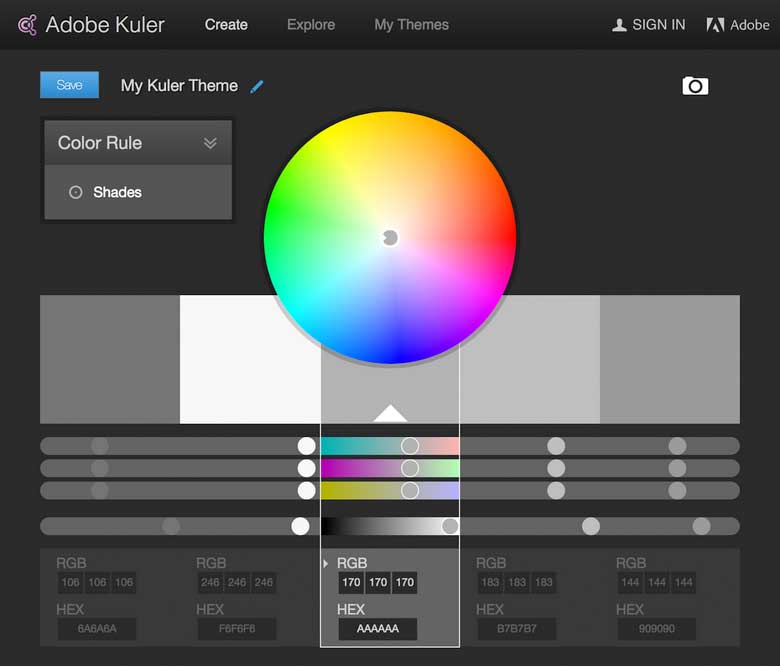 Adobe Kuler Create Explore My Themes SIGN IN Adobe
Save My Kuler Theme
Color Rule
Shades
RGB RGB RGB RGB RGB
106 106 106 246 246 246 170 170 170 183 183 183 144 144 144
HEX HEX HEX HEX HEX
6A6A6A F6F6F6 AAAAAA B7B7B7 909090